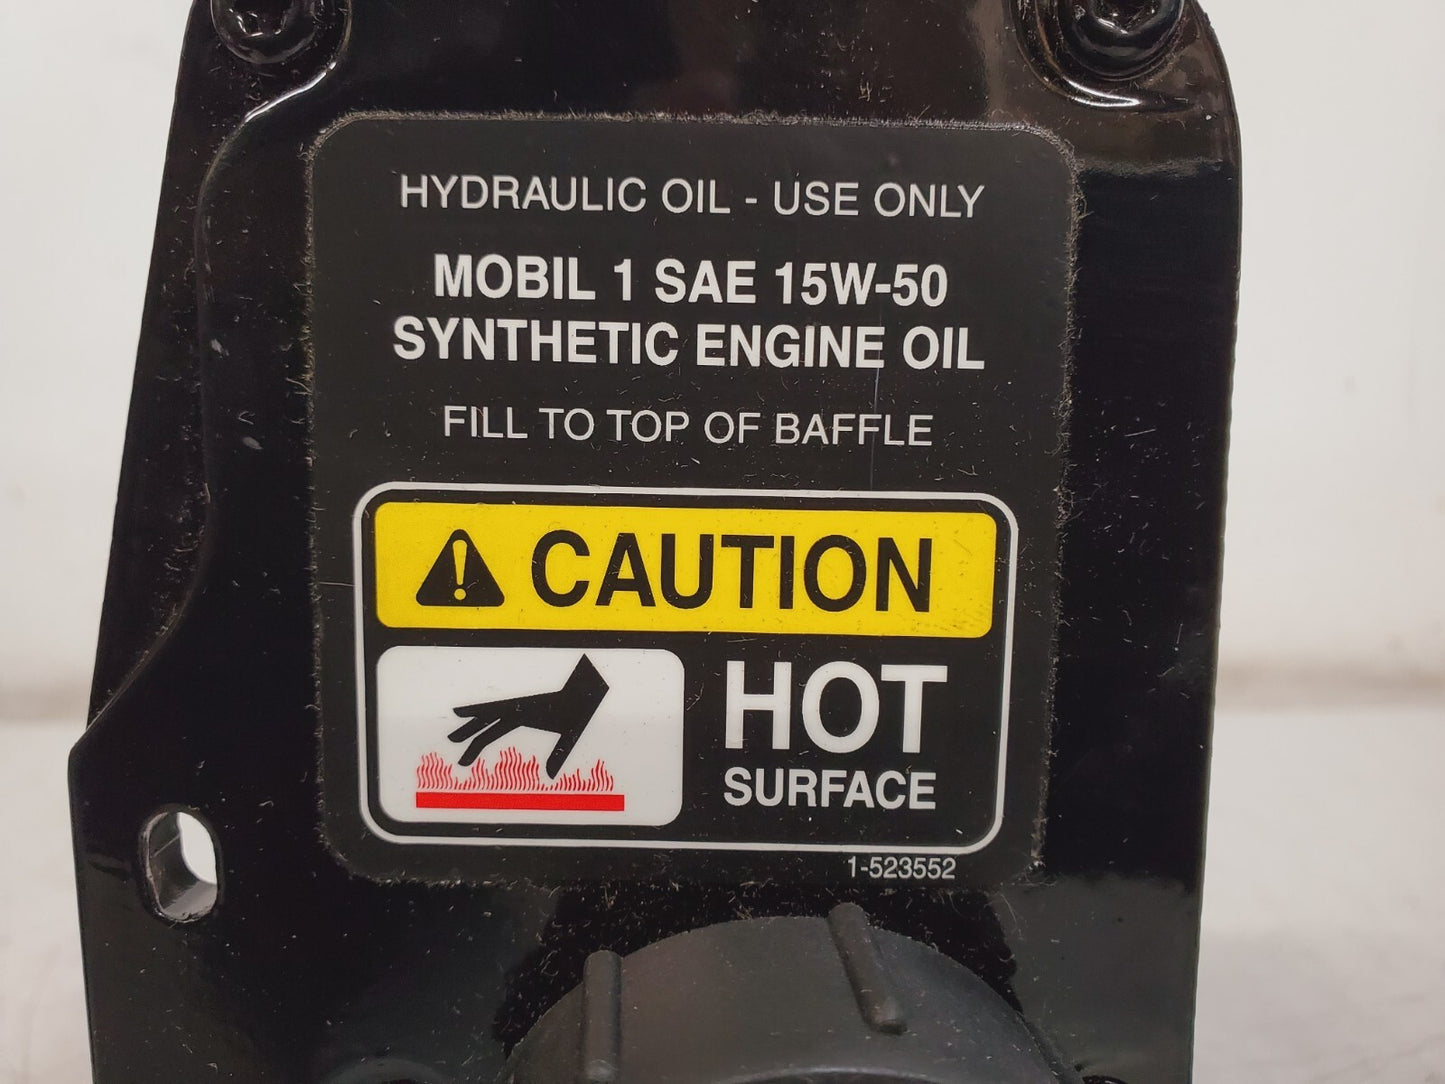 HYDRAULIC OIL - USE ONLY
MOBIL 1 SAE 15W-50
SYNTHETIC ENGINE OIL
FILL TO TOP OF BAFFLE
CAUTION
HOT
SURFACE
1-523552